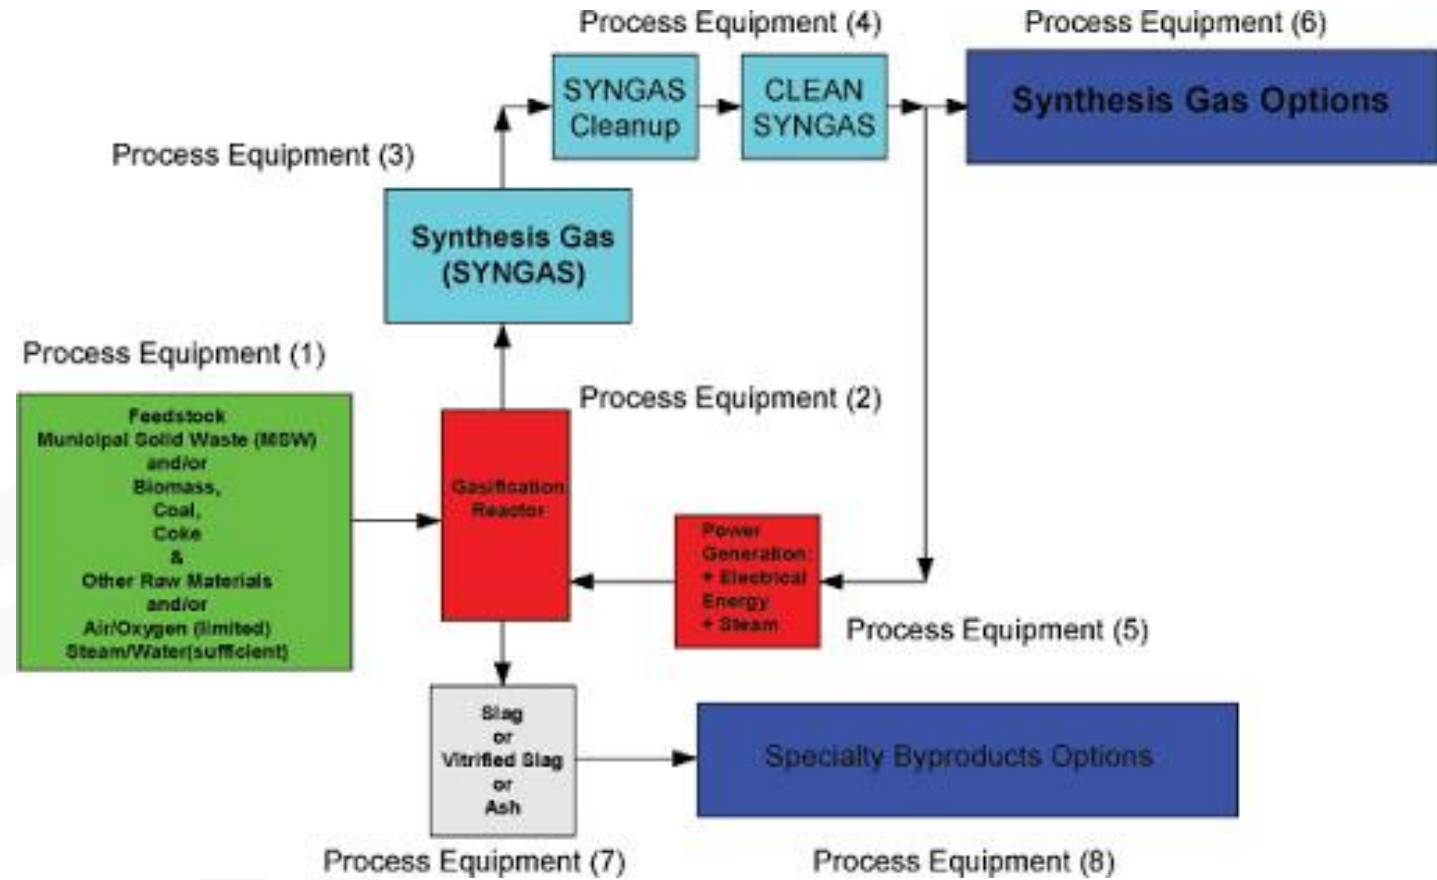 Process Equipment (4)
Process Equipment (6)
SYNGAS
Cleanup
CLEAN
SYNGAS
Synthesis Gas Options
Process Equipment (3)
Synthesis Gas
(SYNGAS)
Process Equipment (1)
Process Equipment (2)
Feedstock
Municipal Solid Waste (MSW)
and/or
Biomass,
Coal,
Coke
&
Other Raw Materials
and/or
Air/Oxygen (limited)
Steam/Water(sufficient)
Gasification
Reactor
Power
Generation:
+ Electrical
Energy
+ Steam
Process Equipment (5)
Slag
or
Vitrified Slag
or
Ash
Specialty Byproducts Options
Process Equipment (7)
Process Equipment (8)